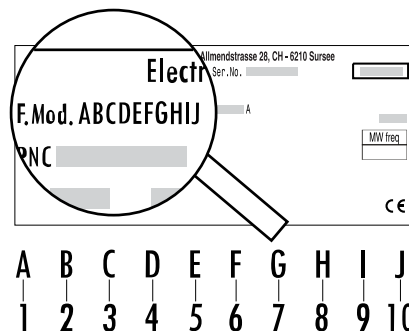 Allmendstrasse 28, CH - 6210 Sursee
Electr
Ser.No.
F.Mod. ABCDEFGHIJ
A
PNC
MW freq
CE
A B C D E F G H I J
1 2 3 4 5 6 7 8 9 10